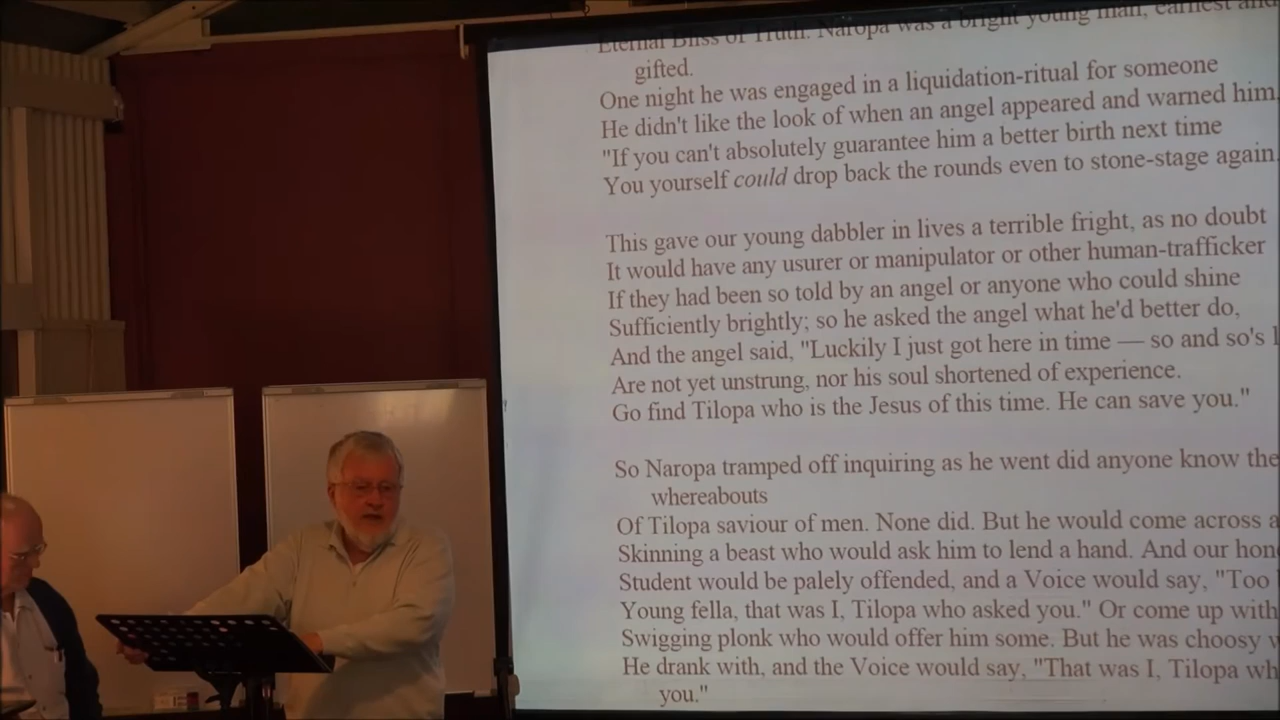 Eternal Bliss of Truth. Naropa was a bright young man, earnest and
gifted.
One night he was engaged in a liquidation-ritual for someone
He didn't like the look of when an angel appeared and warned him,
"If you can't absolutely guarantee him a better birth next time
You yourself could drop back the rounds even to stone-stage again.
This gave our young dabbler in lives a terrible fright, as no doubt
It would have any usurer or manipulator or other human-trafficker
If they had been so told by an angel or anyone who could shine
Sufficiently brightly; so he asked the angel what he'd better do,
And the angel said, "Luckily I just got here in time — so and so's
Are not yet unstrung, nor his soul shortened of experience.
Go find Tilopa who is the Jesus of this time. He can save you."
So Naropa tramped off inquiring as he went did anyone know the
whereabouts
Of Tilopa saviour of men. None did. But he would come across a
Skinning a beast who would ask him to lend a hand. And our
Student would be palely offended, and a Voice would say, "Too
Young fella, that was I, Tilopa who asked you." Or come up with
Swigging plonk who would offer him some. But he was choosy
He drank with, and the Voice would say, "That was I, Tilopa
you."